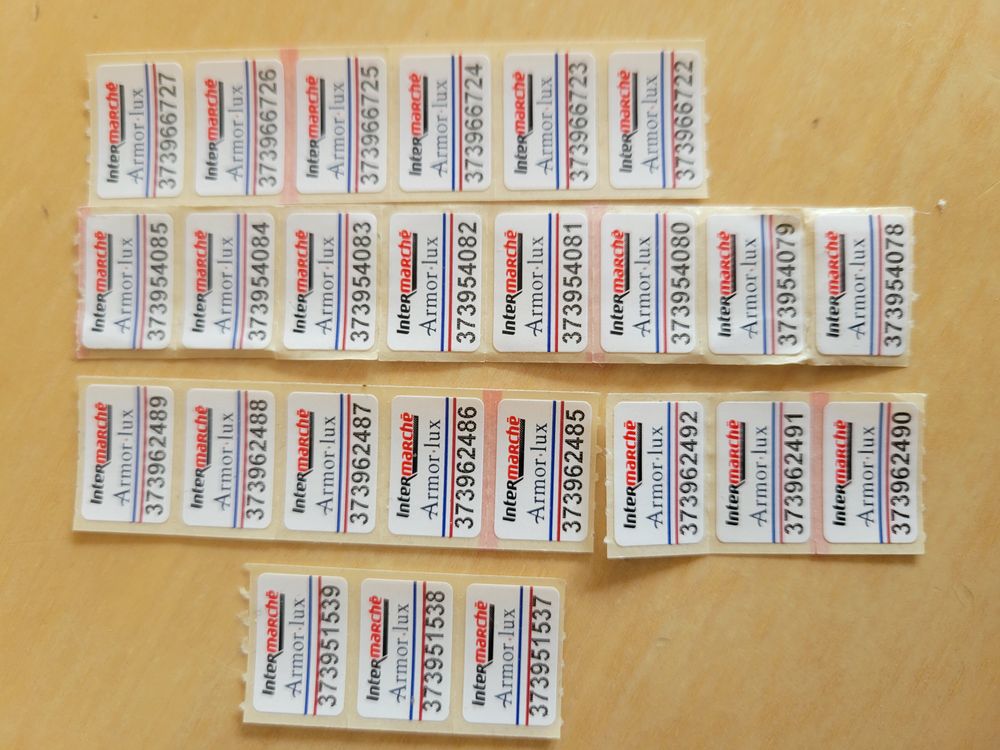 Intermarché
Armor·lux
373966727
Intermarché
Armor·lux
373966726
Intermarché
Armor·lux
373966725
Intermarché
Armor·lux
373966724
Intermarché
Armor·lux
373966723
Intermarché
Armor·lux
373966722
Intermarché
Armor·lux
373954085
Intermarché
Armor·lux
373954084
Intermarché
Armor·lux
373954083
Intermarché
Armor·lux
373954082
Intermarché
Armor·lux
373954081
Intermarché
Armor·lux
373954080
Intermarché
Armor·lux
373954079
Intermarché
Armor·lux
373954078
Intermarché
Armor·lux
373962489
Intermarché
Armor·lux
373962488
Intermarché
Armor·lux
373962487
Intermarché
Armor·lux
373962486
Intermarché
Armor·lux
373962485
Intermarché
Armor·lux
373962492
Intermarché
Armor·lux
373962491
Intermarché
Armor·lux
373962490
Intermarché
Armor·lux
373951539
Intermarché
Armor·lux
373951538
Intermarché
Armor·lux
373951537